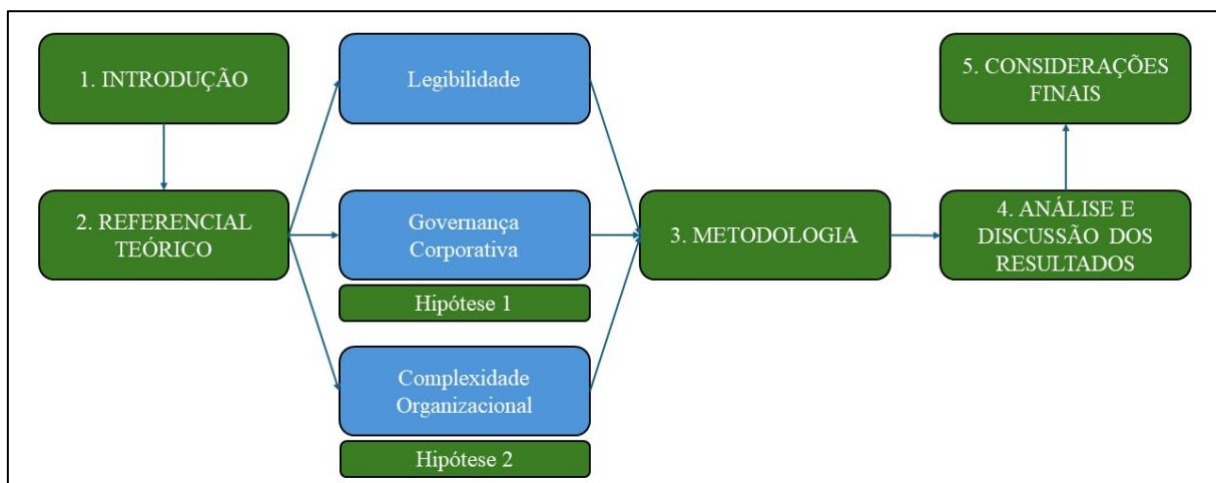 1. INTRODUÇÃO
2. REFERENCIAL
TEÓRICO
Legibilidade
Governança
Corporativa
Hipótese 1
Complexidade
Organizacional
Hipótese 2
3. METODOLOGIA
4. ANÁLISE E
DISCUSSÃO DOS
RESULTADOS
5. CONSIDERAÇÕES
FINAIS